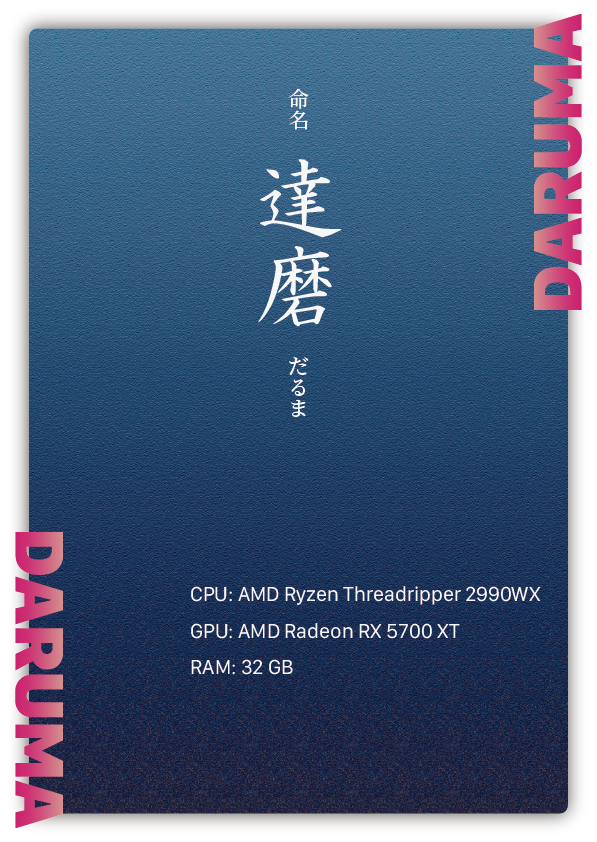 DARUMA
命名
達磨
だるま
CPU: AMD Ryzen Threadripper 2990WX
GPU: AMD Radeon RX 5700 XT
RAM: 32 GB
DARUMA